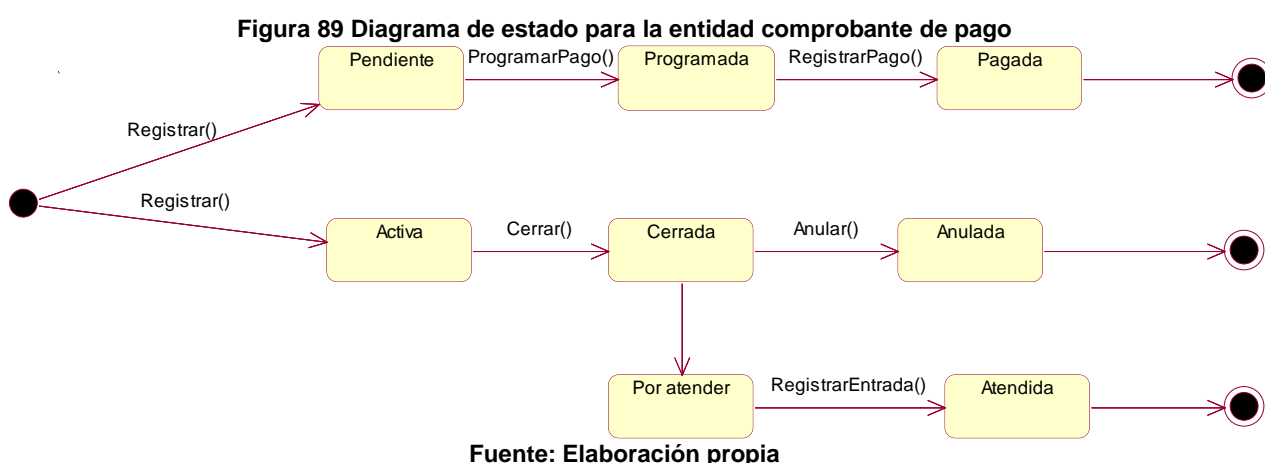 Figura 89 Diagrama de estado para la entidad comprobante de pago
Pendiente
ProgramarPago()
Programada
RegistrarPago()
Pagada
Registrar()
Registrar()
Activa
Cerrar()
Cerrada
Anular()
Anulada
Por atender
RegistrarEntrada()
Atendida
Fuente: Elaboración propia